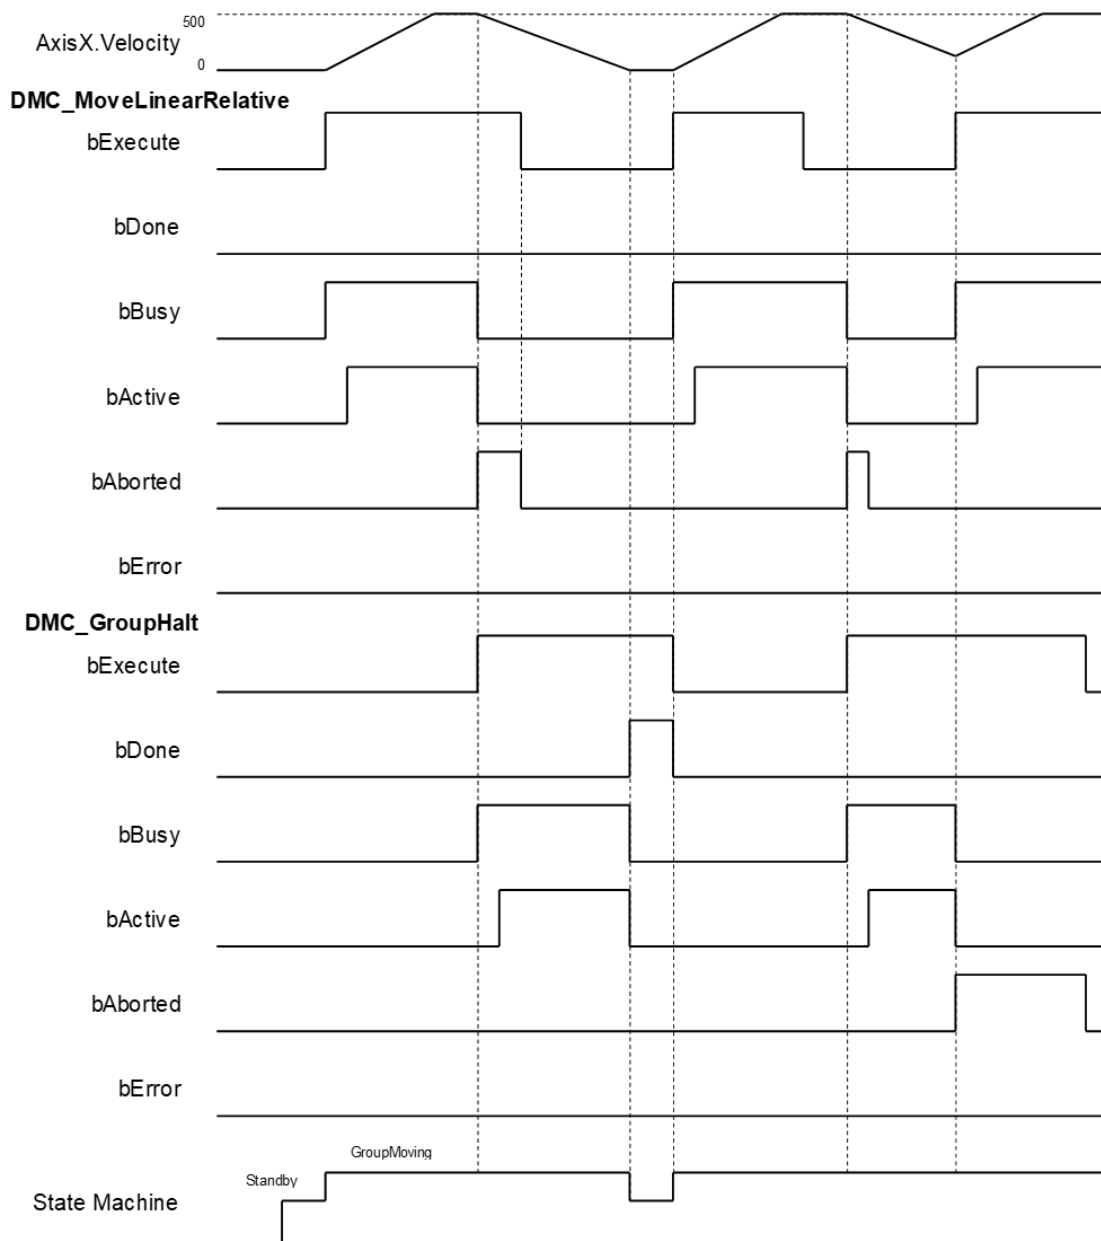 500
AxisX.Velocity
0
DMC_MoveLinearRelative
bExecute
bDone
bBusy
bActive
bAborted
bError
DMC_GroupHalt
bExecute
bDone
bBusy
bActive
bAborted
bError
GroupMoving
Standby
State Machine